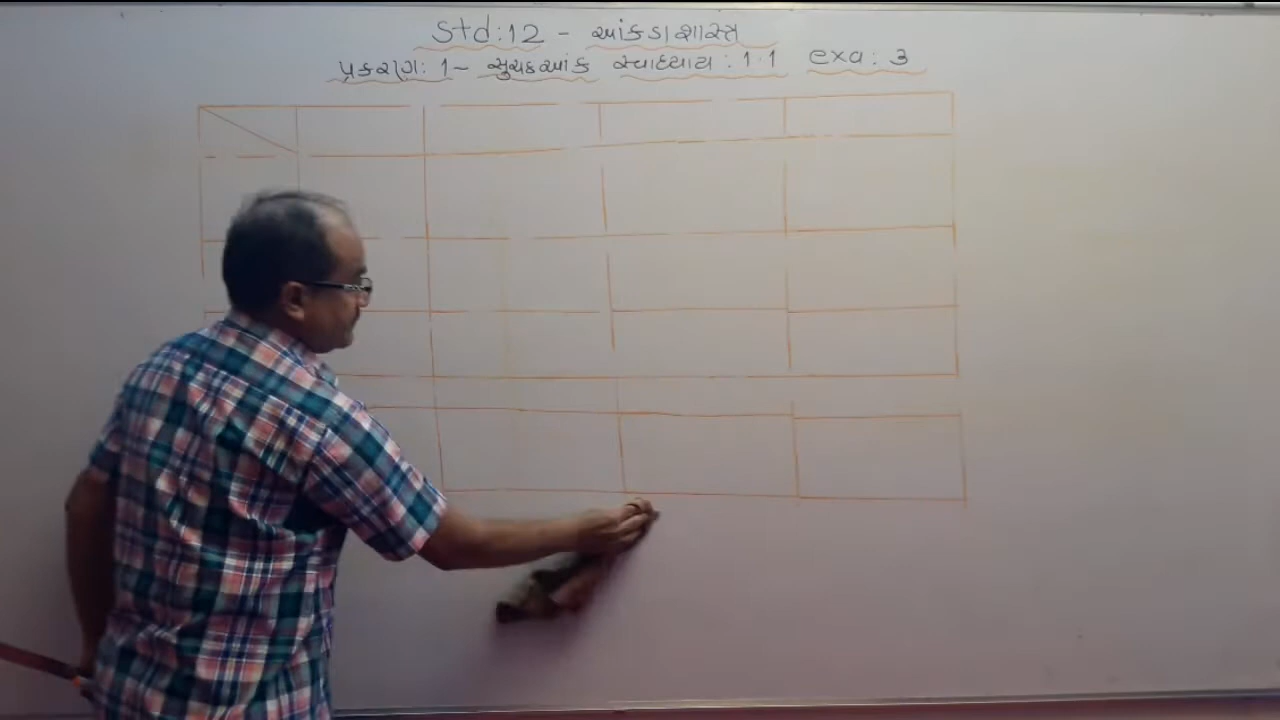 Std:12 - આંકડાશાસ્ત્ર
પ્રકરણ: 1 - સુચકઆંક સ્વાધ્યાય: 1.1 exa: 3